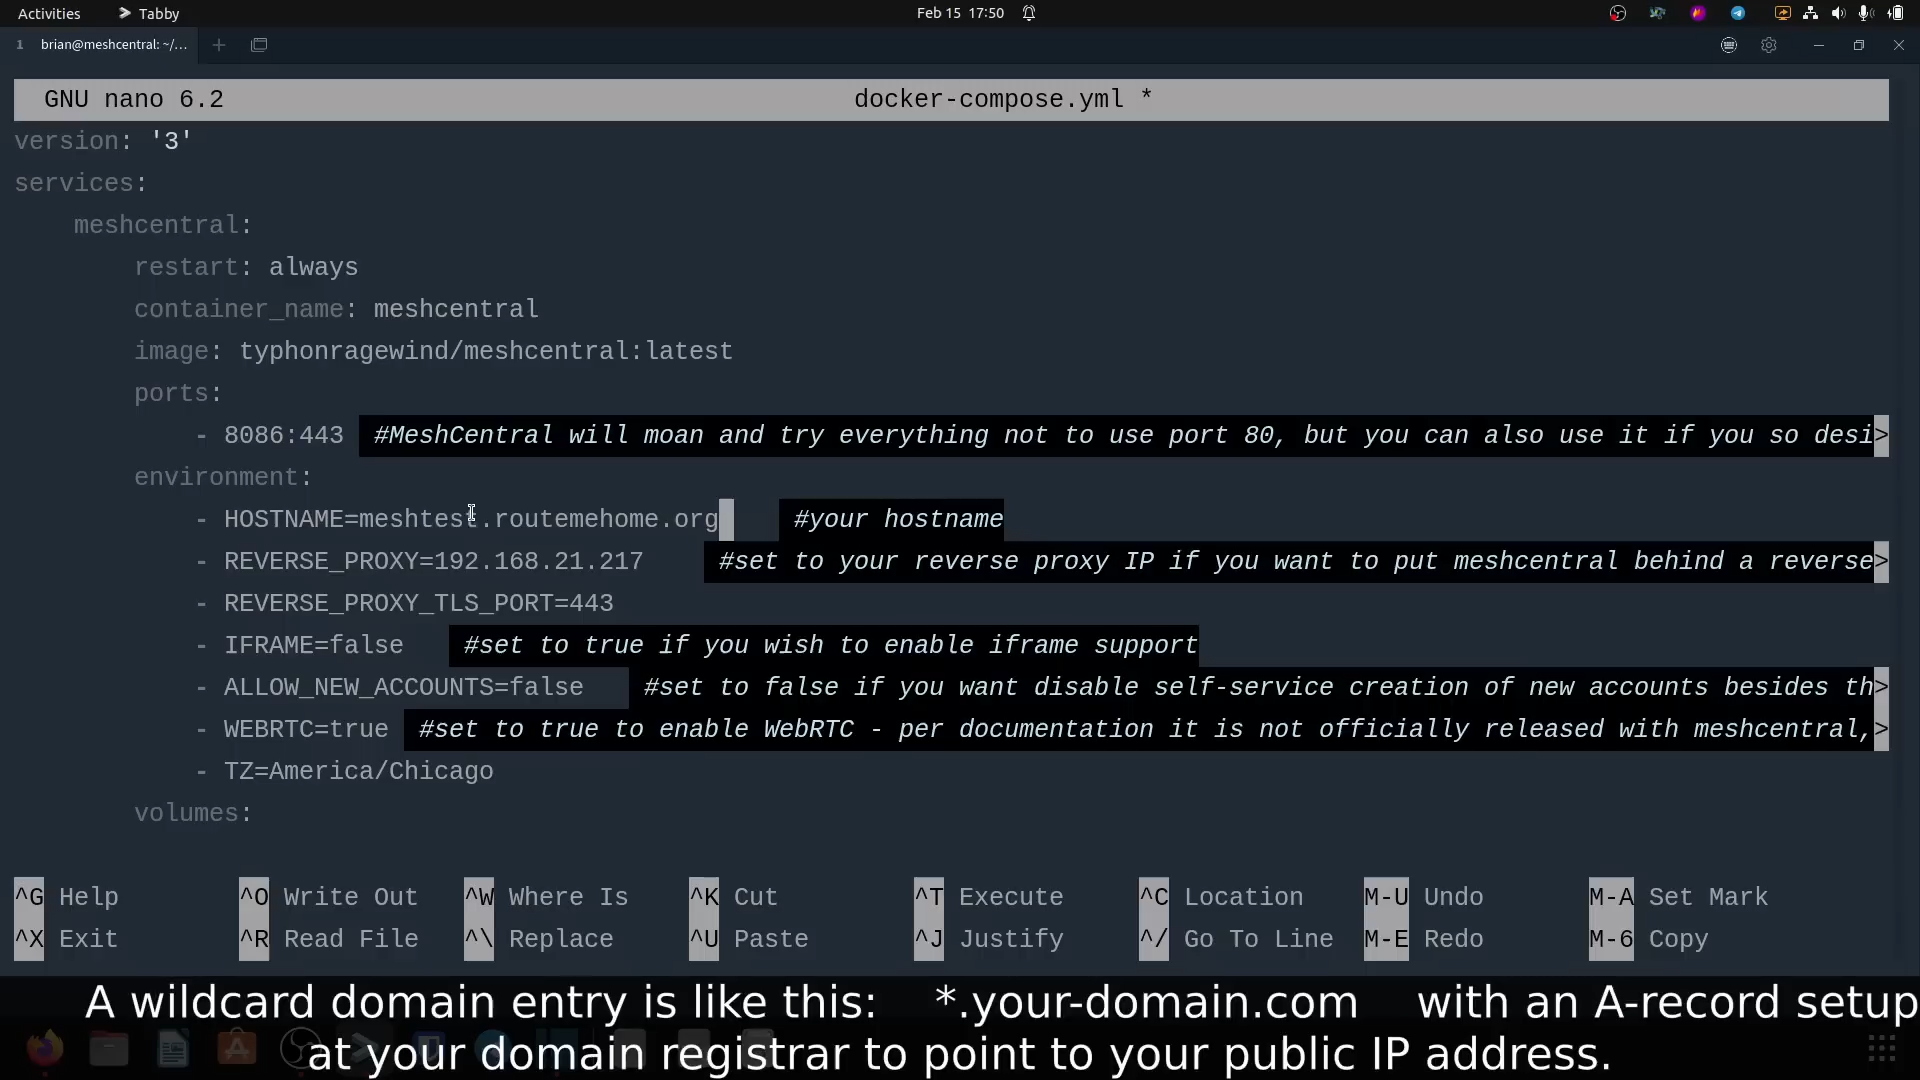 Activities Tabby Feb 15 17:50
1 brian@meshcentral: ~/...
GNU nano 6.2 docker-compose.yml *
version: '3'
services:
meshcentral:
restart: always
container_name: meshcentral
image: typhonragewind/meshcentral:latest
ports:
- 8086:443 #MeshCentral will moan and try everything not to use port 80, but you can also use it if you so desi>
environment:
- HOSTNAME=meshtest.routemehome.org #your hostname
- REVERSE_PROXY=192.168.21.217 #set to your reverse proxy IP if you want to put meshcentral behind a reverse>
- REVERSE_PROXY_TLS_PORT=443
- IFRAME=false #set to true if you wish to enable iframe support
- ALLOW_NEW_ACCOUNTS=false #set to false if you want disable self-service creation of new accounts besides th>
- WEBRTC=true #set to true to enable WebRTC - per documentation it is not officially released with meshcentral,>
- TZ=America/Chicago
volumes:
^G Help ^O Write Out ^W Where Is ^K Cut ^T Execute ^C Location M-U Undo M-A Set Mark
^X Exit ^R Read File ^\ Replace ^U Paste ^J Justify ^/ Go To Line M-E Redo M-6 Copy
A wildcard domain entry is like this: *.your-domain.com with an A-record setup
at your domain registrar to point to your public IP address.